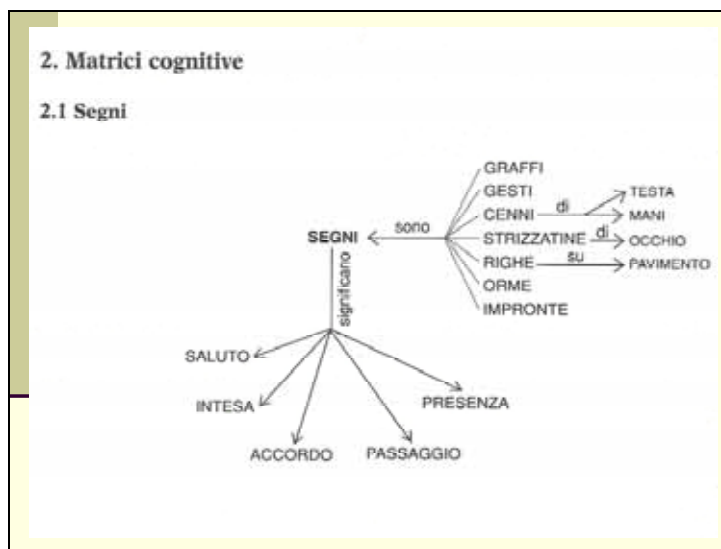 2. Matrici cognitive
2.1 Segni
GRAFFI
GESTI
TESTA
CENNI di MANI
SEGNI sono STRIZZATINE di OCCHIO
RIGHE su PAVIMENTO
ORME
IMPRONTE
significano
SALUTO
INTESA
PRESENZA
ACCORDO
PASSAGGIO